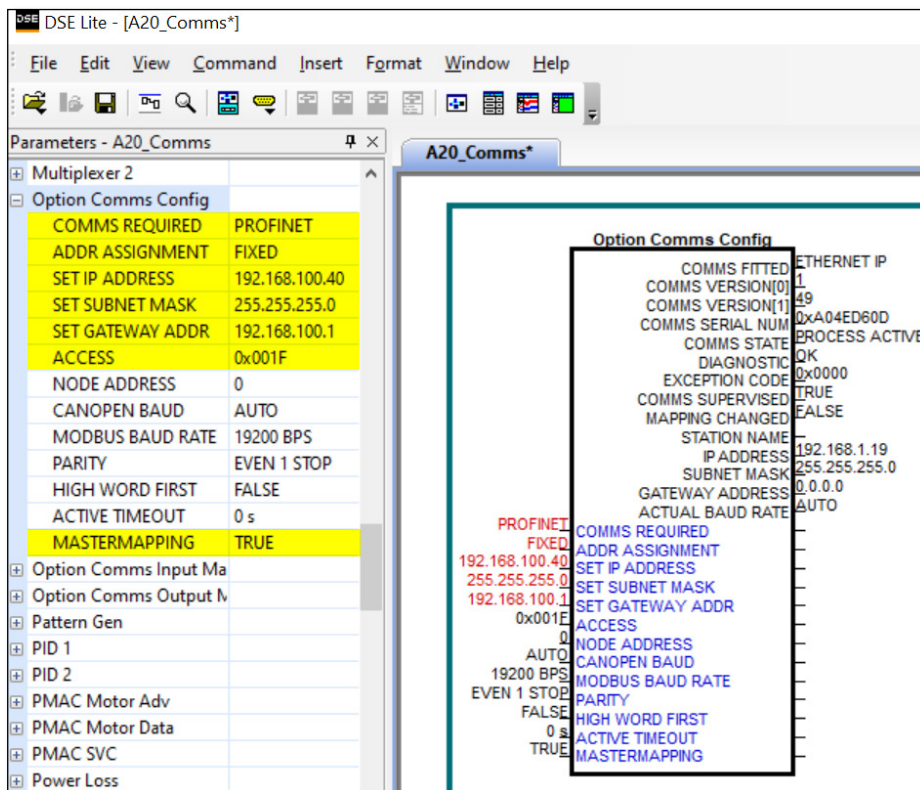 DSE DSE Lite - [A20_Comms*]
File Edit View Command Insert Format Window Help
Parameters - A20_Comms
Multiplexer 2
Option Comms Config
COMMS REQUIRED PROFINET
ADDR ASSIGNMENT FIXED
SET IP ADDRESS 192.168.100.40
SET SUBNET MASK 255.255.255.0
SET GATEWAY ADDR 192.168.100.1
ACCESS 0x001F
NODE ADDRESS 0
CANOPEN BAUD AUTO
MODBUS BAUD RATE 19200 BPS
PARITY EVEN 1 STOP
HIGH WORD FIRST FALSE
ACTIVE TIMEOUT 0 s
MASTERMAPPING TRUE
Option Comms Input Ma
Option Comms Output M
Pattern Gen
PID 1
PID 2
PMAC Motor Adv
PMAC Motor Data
PMAC SVC
Power Loss
A20_Comms*
Option Comms Config
COMMS FITTED ETHERNET IP
COMMS VERSION[0] 1
COMMS VERSION[1] 49
COMMS SERIAL NUM 0xA04ED60D
COMMS STATE PROCESS ACTIVE
DIAGNOSTIC OK
EXCEPTION CODE 0x0000
COMMS SUPERVISED TRUE
MAPPING CHANGED FALSE
STATION NAME
IP ADDRESS 192.168.1.19
SUBNET MASK 255.255.255.0
GATEWAY ADDRESS 0.0.0.0
ACTUAL BAUD RATE AUTO
PROFINET COMMS REQUIRED
FIXED ADDR ASSIGNMENT
192.168.100.40 SET IP ADDRESS
255.255.255.0 SET SUBNET MASK
192.168.100.1 SET GATEWAY ADDR
0x001F ACCESS
0 NODE ADDRESS
AUTO CANOPEN BAUD
19200 BPS MODBUS BAUD RATE
EVEN 1 STOP PARITY
FALSE HIGH WORD FIRST
0 s ACTIVE TIMEOUT
TRUE MASTERMAPPING